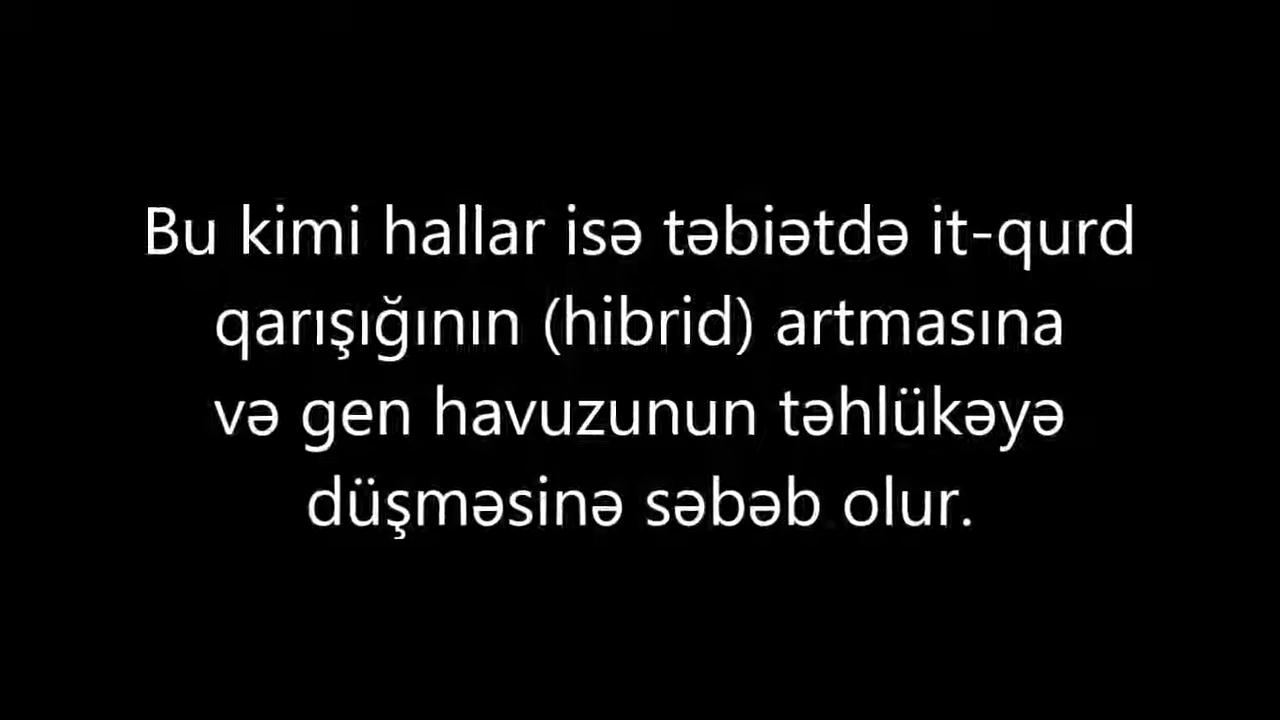 Bu kimi hallar isə təbiətdə it-qurd
qarışığının (hibrid) artmasına
və gen havuzunun təhlükəyə
düşməsinə səbəb olur.